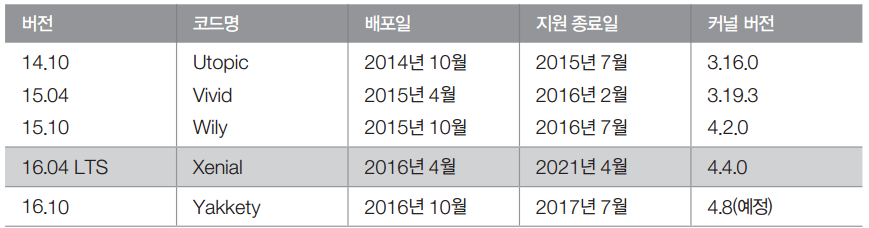 버전 코드명 배포일 지원 종료일 커널 버전
14.10 Utopic 2014년 10월 2015년 7월 3.16.0
15.04 Vivid 2015년 4월 2016년 2월 3.19.3
15.10 Wily 2015년 10월 2016년 7월 4.2.0
16.04 LTS Xenial 2016년 4월 2021년 4월 4.4.0
16.10 Yakkety 2016년 10월 2017년 7월 4.8(예정)